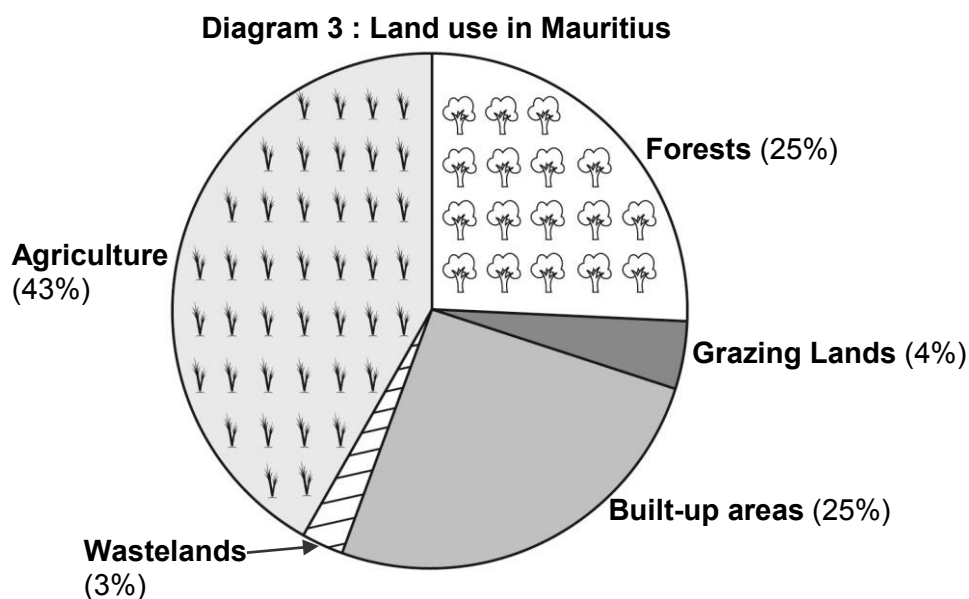 Diagram 3 : Land use in Mauritius
Forests (25%)
Agriculture
(43%)
Grazing Lands (4%)
Built-up areas (25%)
Wastelands
(3%)